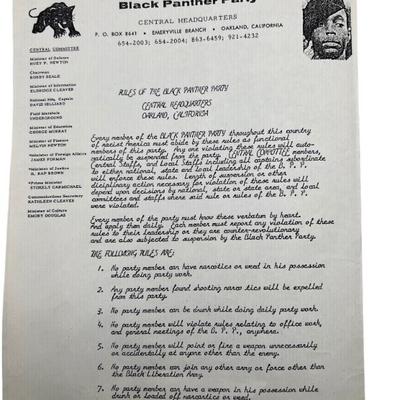 Black Panther Party
CENTRAL HEADQUARTERS
P. O. BOX 8641 • EMERYVILLE BRANCH • OAKLAND, CALIFORNIA
654-2003; 654-2004; 863-6459; 921-4232
CENTRAL COMMITTEE
Minister of Defense
HUEY P. NEWTON
Chairman
BOBBY SEALE
Minister of Information
ELDRIDGE CLEAVER
National Hdq. Captain
DAVID HILLIARD
Field Marshals
UNDERGROUND
Minister of Education
GEORGE MURRAY
Minister of Finance
MELVIN NEWTON
Minister of Foreign Affairs
JAMES FORMAN
Minister of Justice
H. RAP BROWN
Prime Minister
STOKELY CARMICHAEL
Communications Secretary
KATHLEEN CLEAVER
Minister of Culture
EMORY DOUGLAS
RULES OF THE BLACK PANTHER PARTY
CENTRAL HEADQUARTERS
OAKLAND, CALIFORNIA
Every member of the BLACK PANTHER PARTY throughout this country
of racist America must abide by these rules as functional
members of this party. Any one violating these rules will auto-
matically be suspended from the party. CENTRAL COMMITTEE members,
Central Staffs, and Local Staffs including all captains subordinate
to either national, state and local leadership of the B. P. P.
will enforce these rules. Length of suspension or other
disciplinary action necessary for violation of these rules will
depend upon decisions by national, state or state area, and local
committees and staffs where said rule or rules of the B. P. P.
were violated.
Every member of the party must know these verbatum by heart.
And apply them daily. Each member must report any violation of these
rules to their leadership or they are counter-revolutionary
and are also subjected to suspension by the Black Panther Party.
THE FOLLOWING RULES ARE:
1. No party member can have narcotics or weed in his possession
while doing party work.
2. Any party member found shooting narcotics will be expelled
from this party.
3. No party member can be drunk while doing daily party work.
4. No party member will violate rules relating to office work, and
general meetings of the B. P. P., anywhere.
5. No party member will point or fire a weapon unnecessarily
or accidentally at anyone other than the enemy.
6. No party member can join any other army or force other than
the Black Liberation Army.
7. No party member can have a weapon in his possession while
drunk or loaded off narcotics or weed.